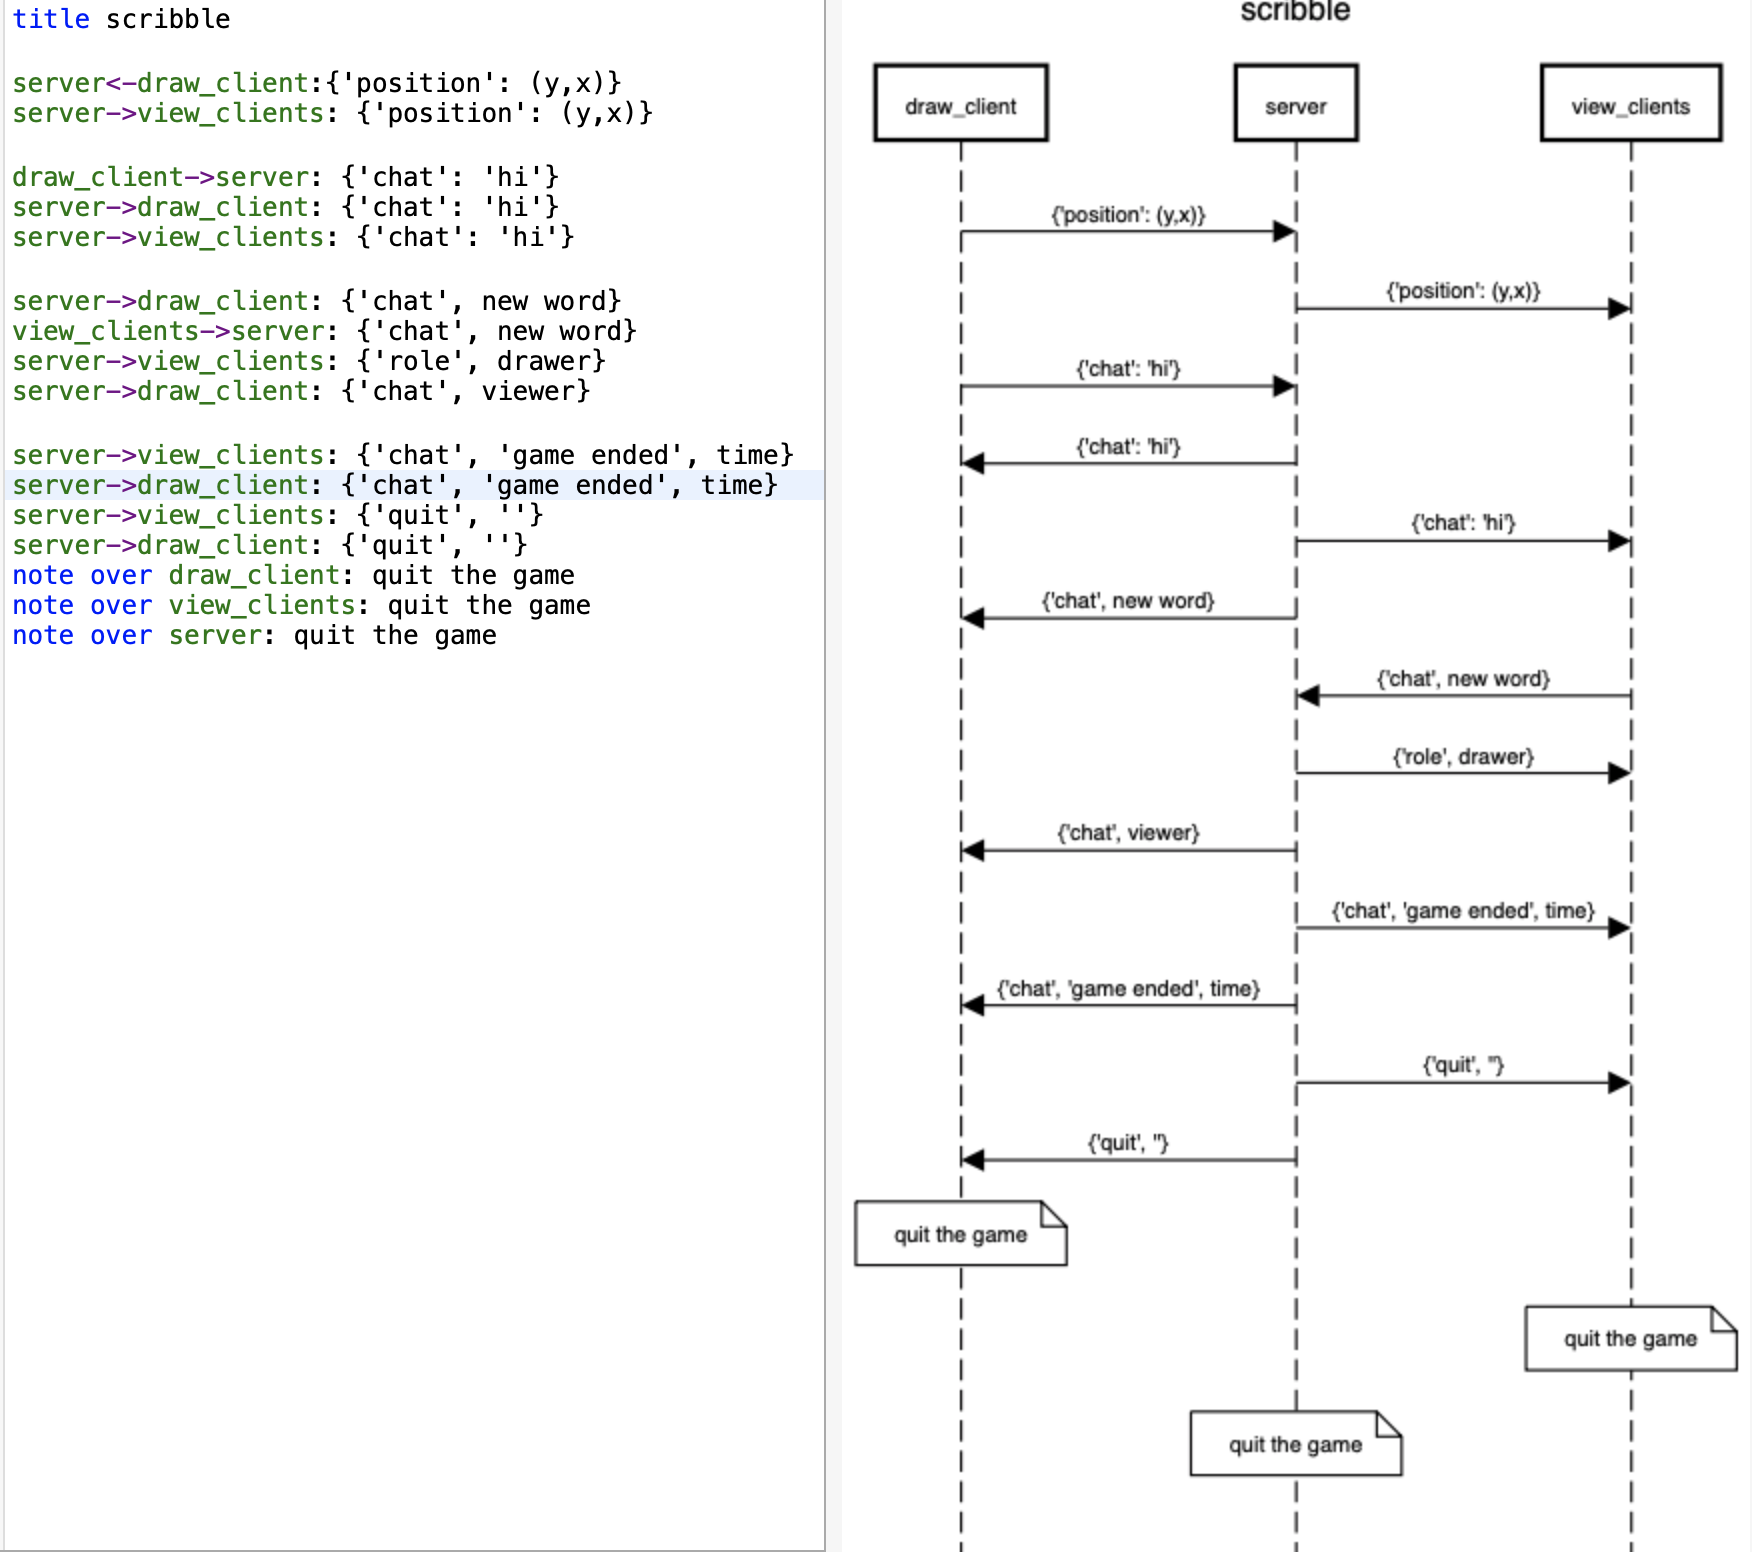 title scribble
server<-draw_client:{'position': (y,x)}
server->view_clients: {'position': (y,x)}
draw_client->server: {'chat': 'hi'}
server->draw_client: {'chat': 'hi'}
server->view_clients: {'chat': 'hi'}
server->draw_client: {'chat', new word}
view_clients->server: {'chat', new word}
server->view_clients: {'role', drawer}
server->draw_client: {'chat', viewer}
server->view_clients: {'chat', 'game ended', time}
server->draw_client: {'chat', 'game ended', time}
server->view_clients: {'quit', ''}
server->draw_client: {'quit', ''}
note over draw_client: quit the game
note over view_clients: quit the game
note over server: quit the game
scribble
draw_client
server
view_clients
{'position': (y,x)}
{'position': (y,x)}
{'chat': 'hi'}
{'chat': 'hi'}
{'chat': 'hi'}
{'chat', new word}
{'chat', new word}
{'role', drawer}
{'chat', viewer}
{'chat', 'game ended', time}
{'chat', 'game ended', time}
{'quit', ''}
{'quit', ''}
quit the game
quit the game
quit the game